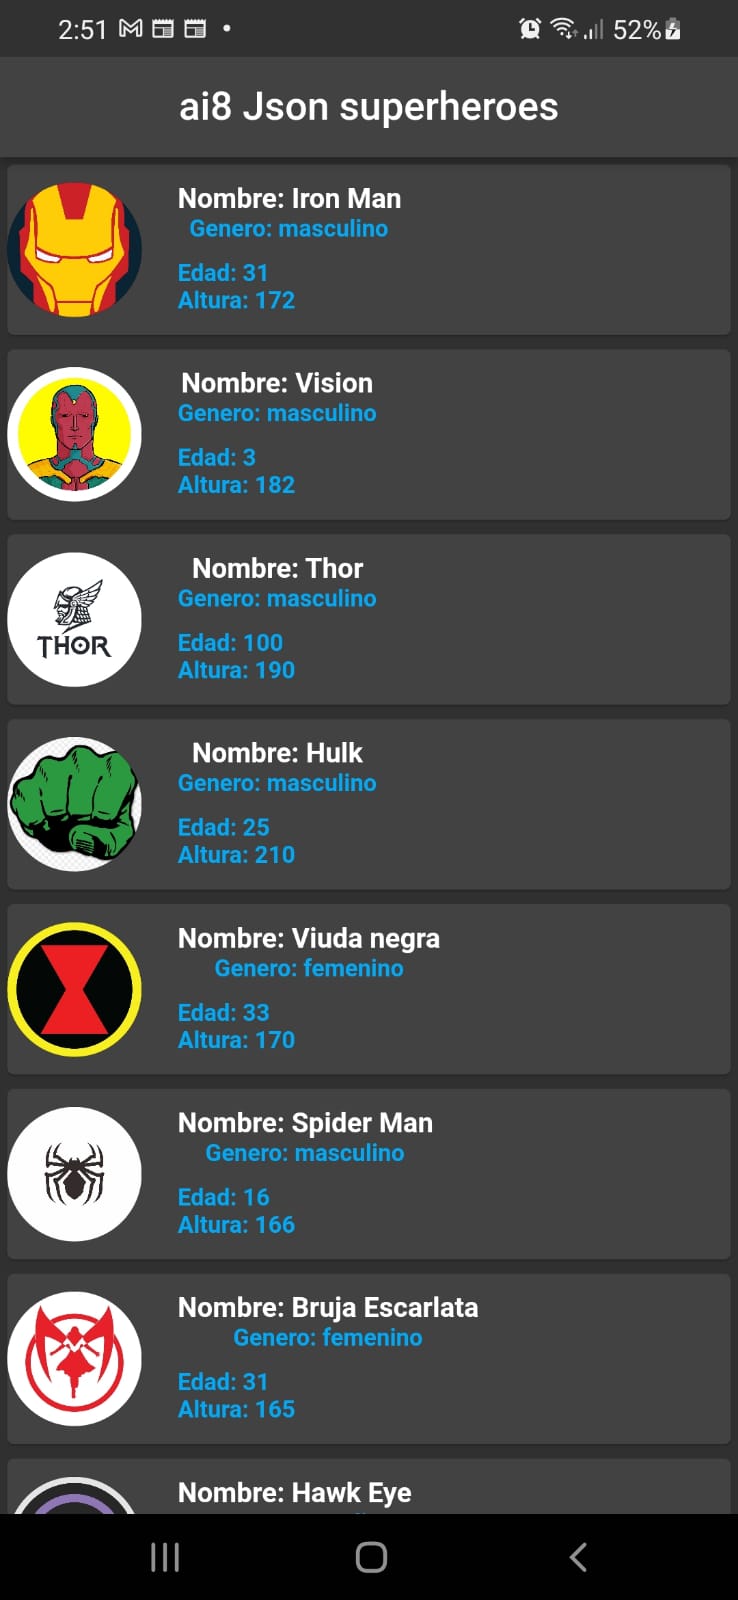 2:51
52%
ai8 Json superheroes
Nombre: Iron Man
Genero: masculino
Edad: 31
Altura: 172
Nombre: Vision
Genero: masculino
Edad: 3
Altura: 182
THOR
Nombre: Thor
Genero: masculino
Edad: 100
Altura: 190
Nombre: Hulk
Genero: masculino
Edad: 25
Altura: 210
Nombre: Viuda negra
Genero: femenino
Edad: 33
Altura: 170
Nombre: Spider Man
Genero: masculino
Edad: 16
Altura: 166
Nombre: Bruja Escarlata
Genero: femenino
Edad: 31
Altura: 165
Nombre: Hawk Eye